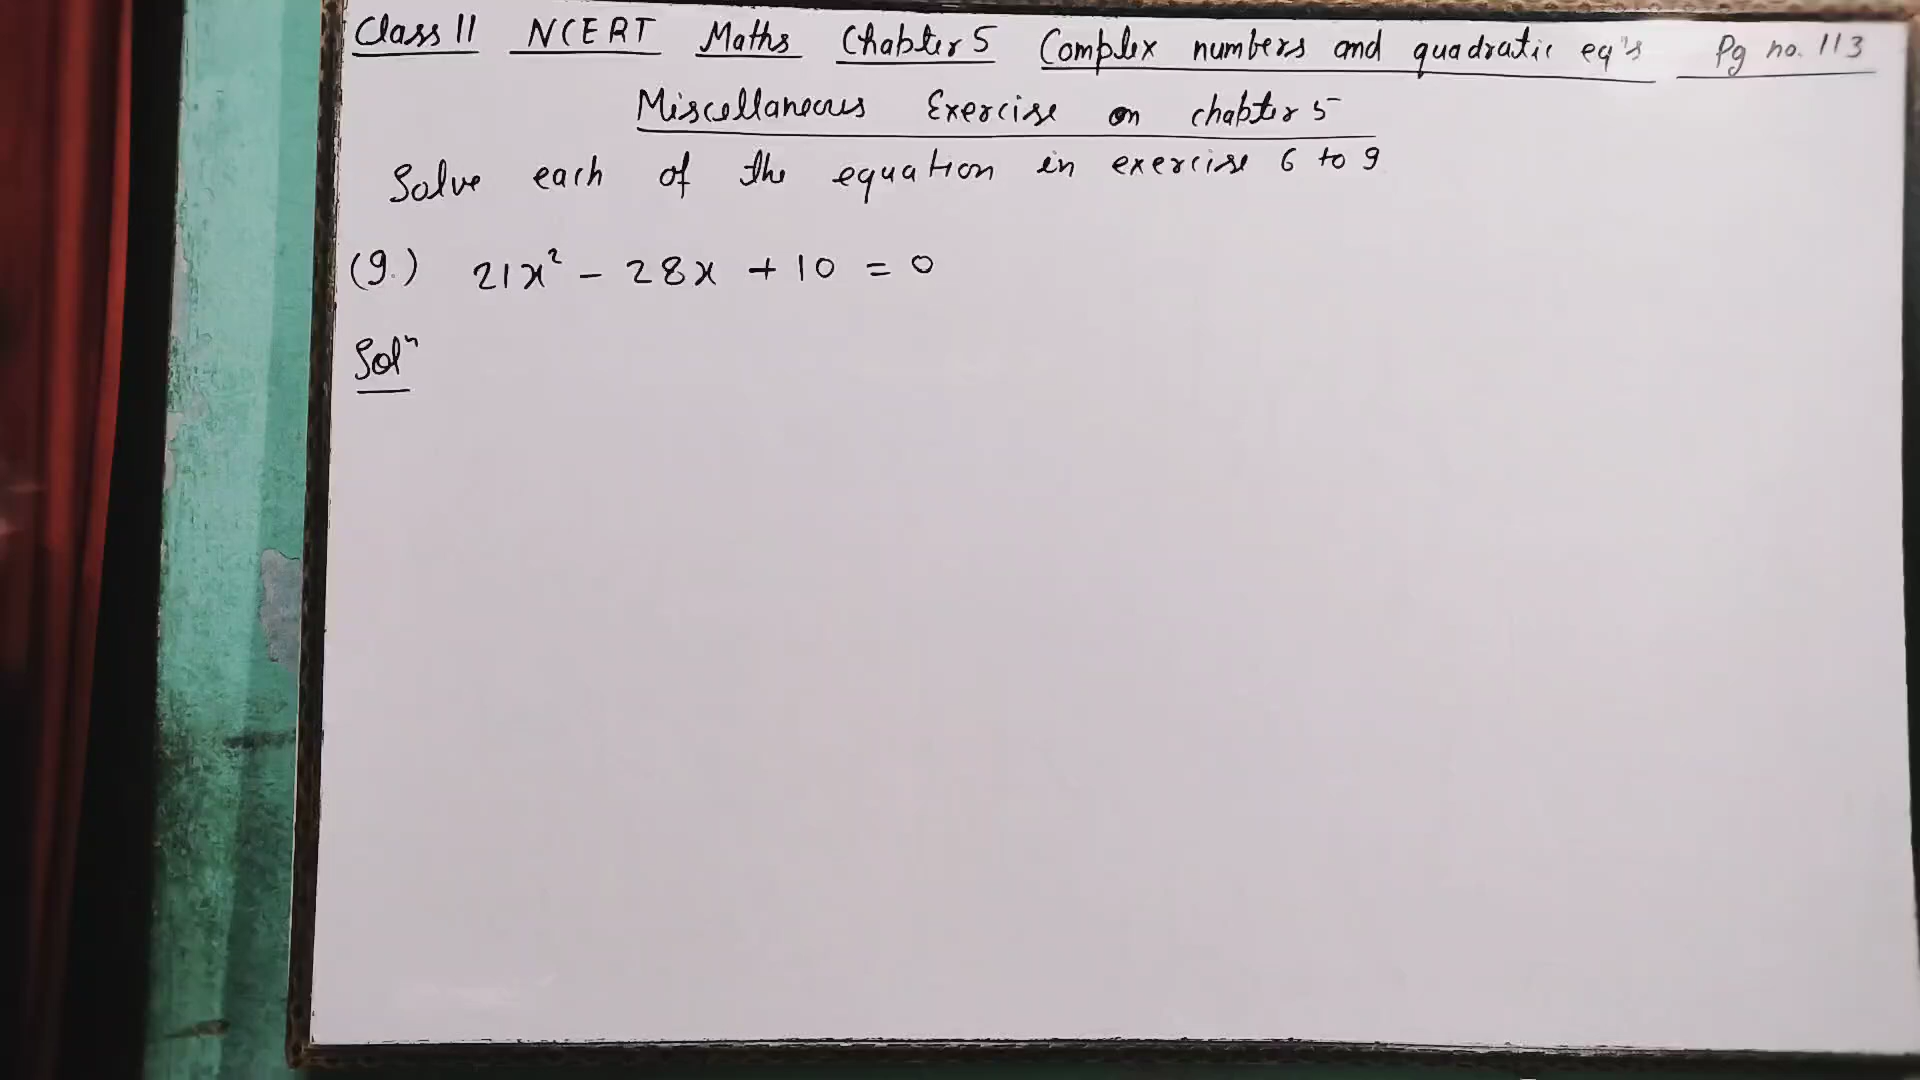 Class 11 NCERT Maths Chapter 5 Complex numbers and quadratic eqⁿs Pg no. 113
Miscellaneous Exercise on chapter 5
Solve each of the equation in exercise 6 to 9
(9.) 21x² - 28x + 10 = 0
Solⁿ